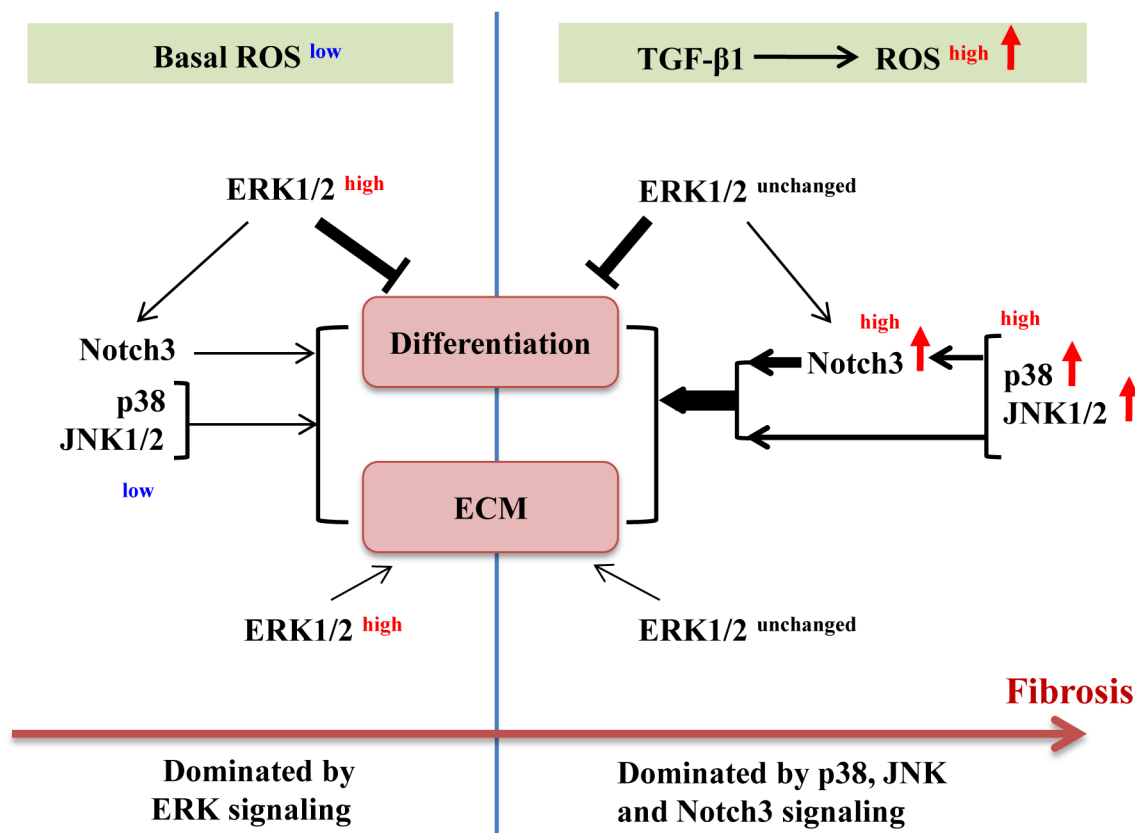 Basal ROS low
TGF-β1 ROS high
ERK1/2 high
ERK1/2 unchanged
Differentiation
Notch3
p38
JNK1/2
low
high
Notch3
high
p38
JNK1/2
ECM
ERK1/2 high
ERK1/2 unchanged
Fibrosis
Dominated by
ERK signaling
Dominated by p38, JNK
and Notch3 signaling